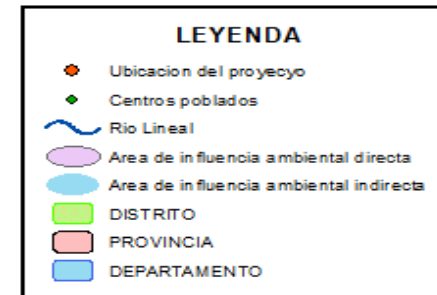 LEYENDA
Ubicacion del proyecyo
Centros poblados
Rio Lineal
Area de influencia ambiental directa
Area de influencia ambiental indirecta
DISTRITO
PROVINCIA
DEPARTAMENTO